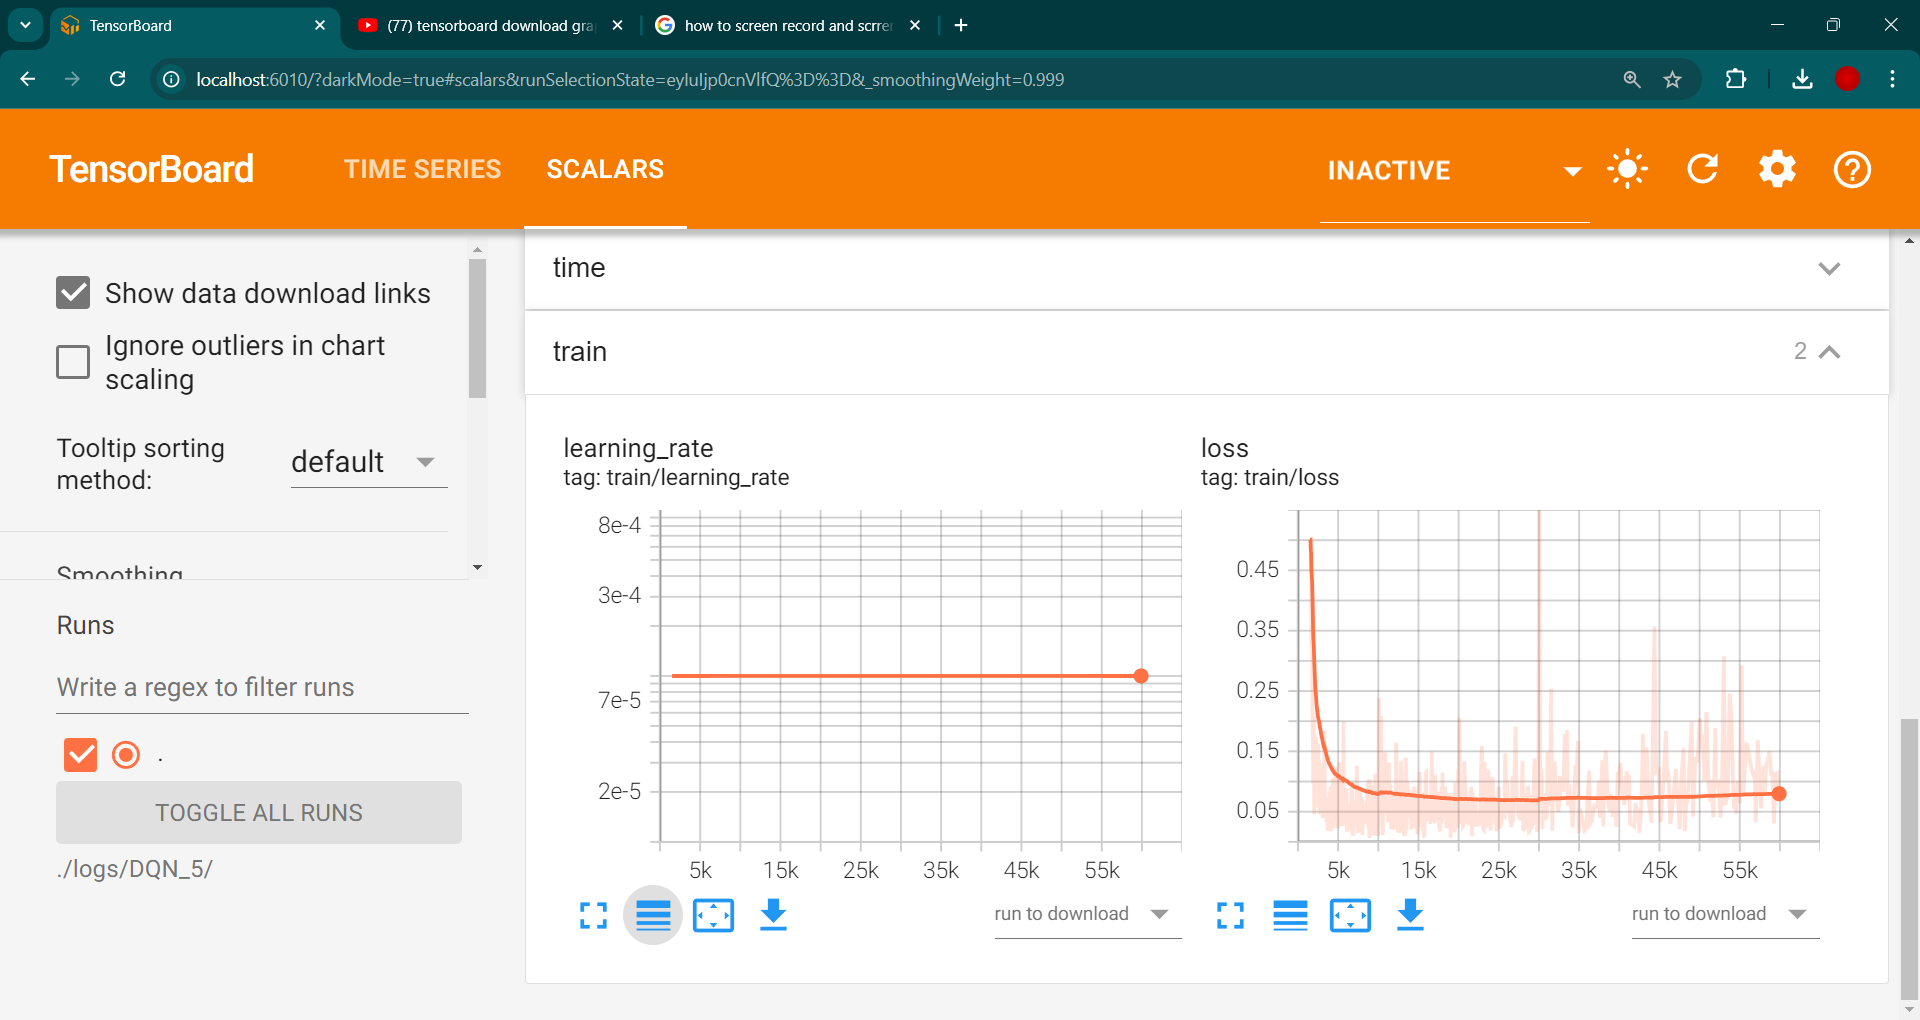 TensorBoard
(77) tensorboard download gra
how to screen record and scrre
localhost:6010/?darkMode=true#scalars&runSelectionState=eyIuIjp0cnVlfQ%3D%3D&_smoothingWeight=0.999
TensorBoard
TIME SERIES
SCALARS
INACTIVE
Show data download links
Ignore outliers in chart
scaling
Tooltip sorting
method:
default
Smoothing
Runs
Write a regex to filter runs
.
TOGGLE ALL RUNS
./logs/DQN_5/
time
train
2
learning_rate
tag: train/learning_rate
8e-4
3e-4
7e-5
2e-5
5k 15k 25k 35k 45k 55k
run to download
loss
tag: train/loss
0.45
0.35
0.25
0.15
0.05
5k 15k 25k 35k 45k 55k
run to download